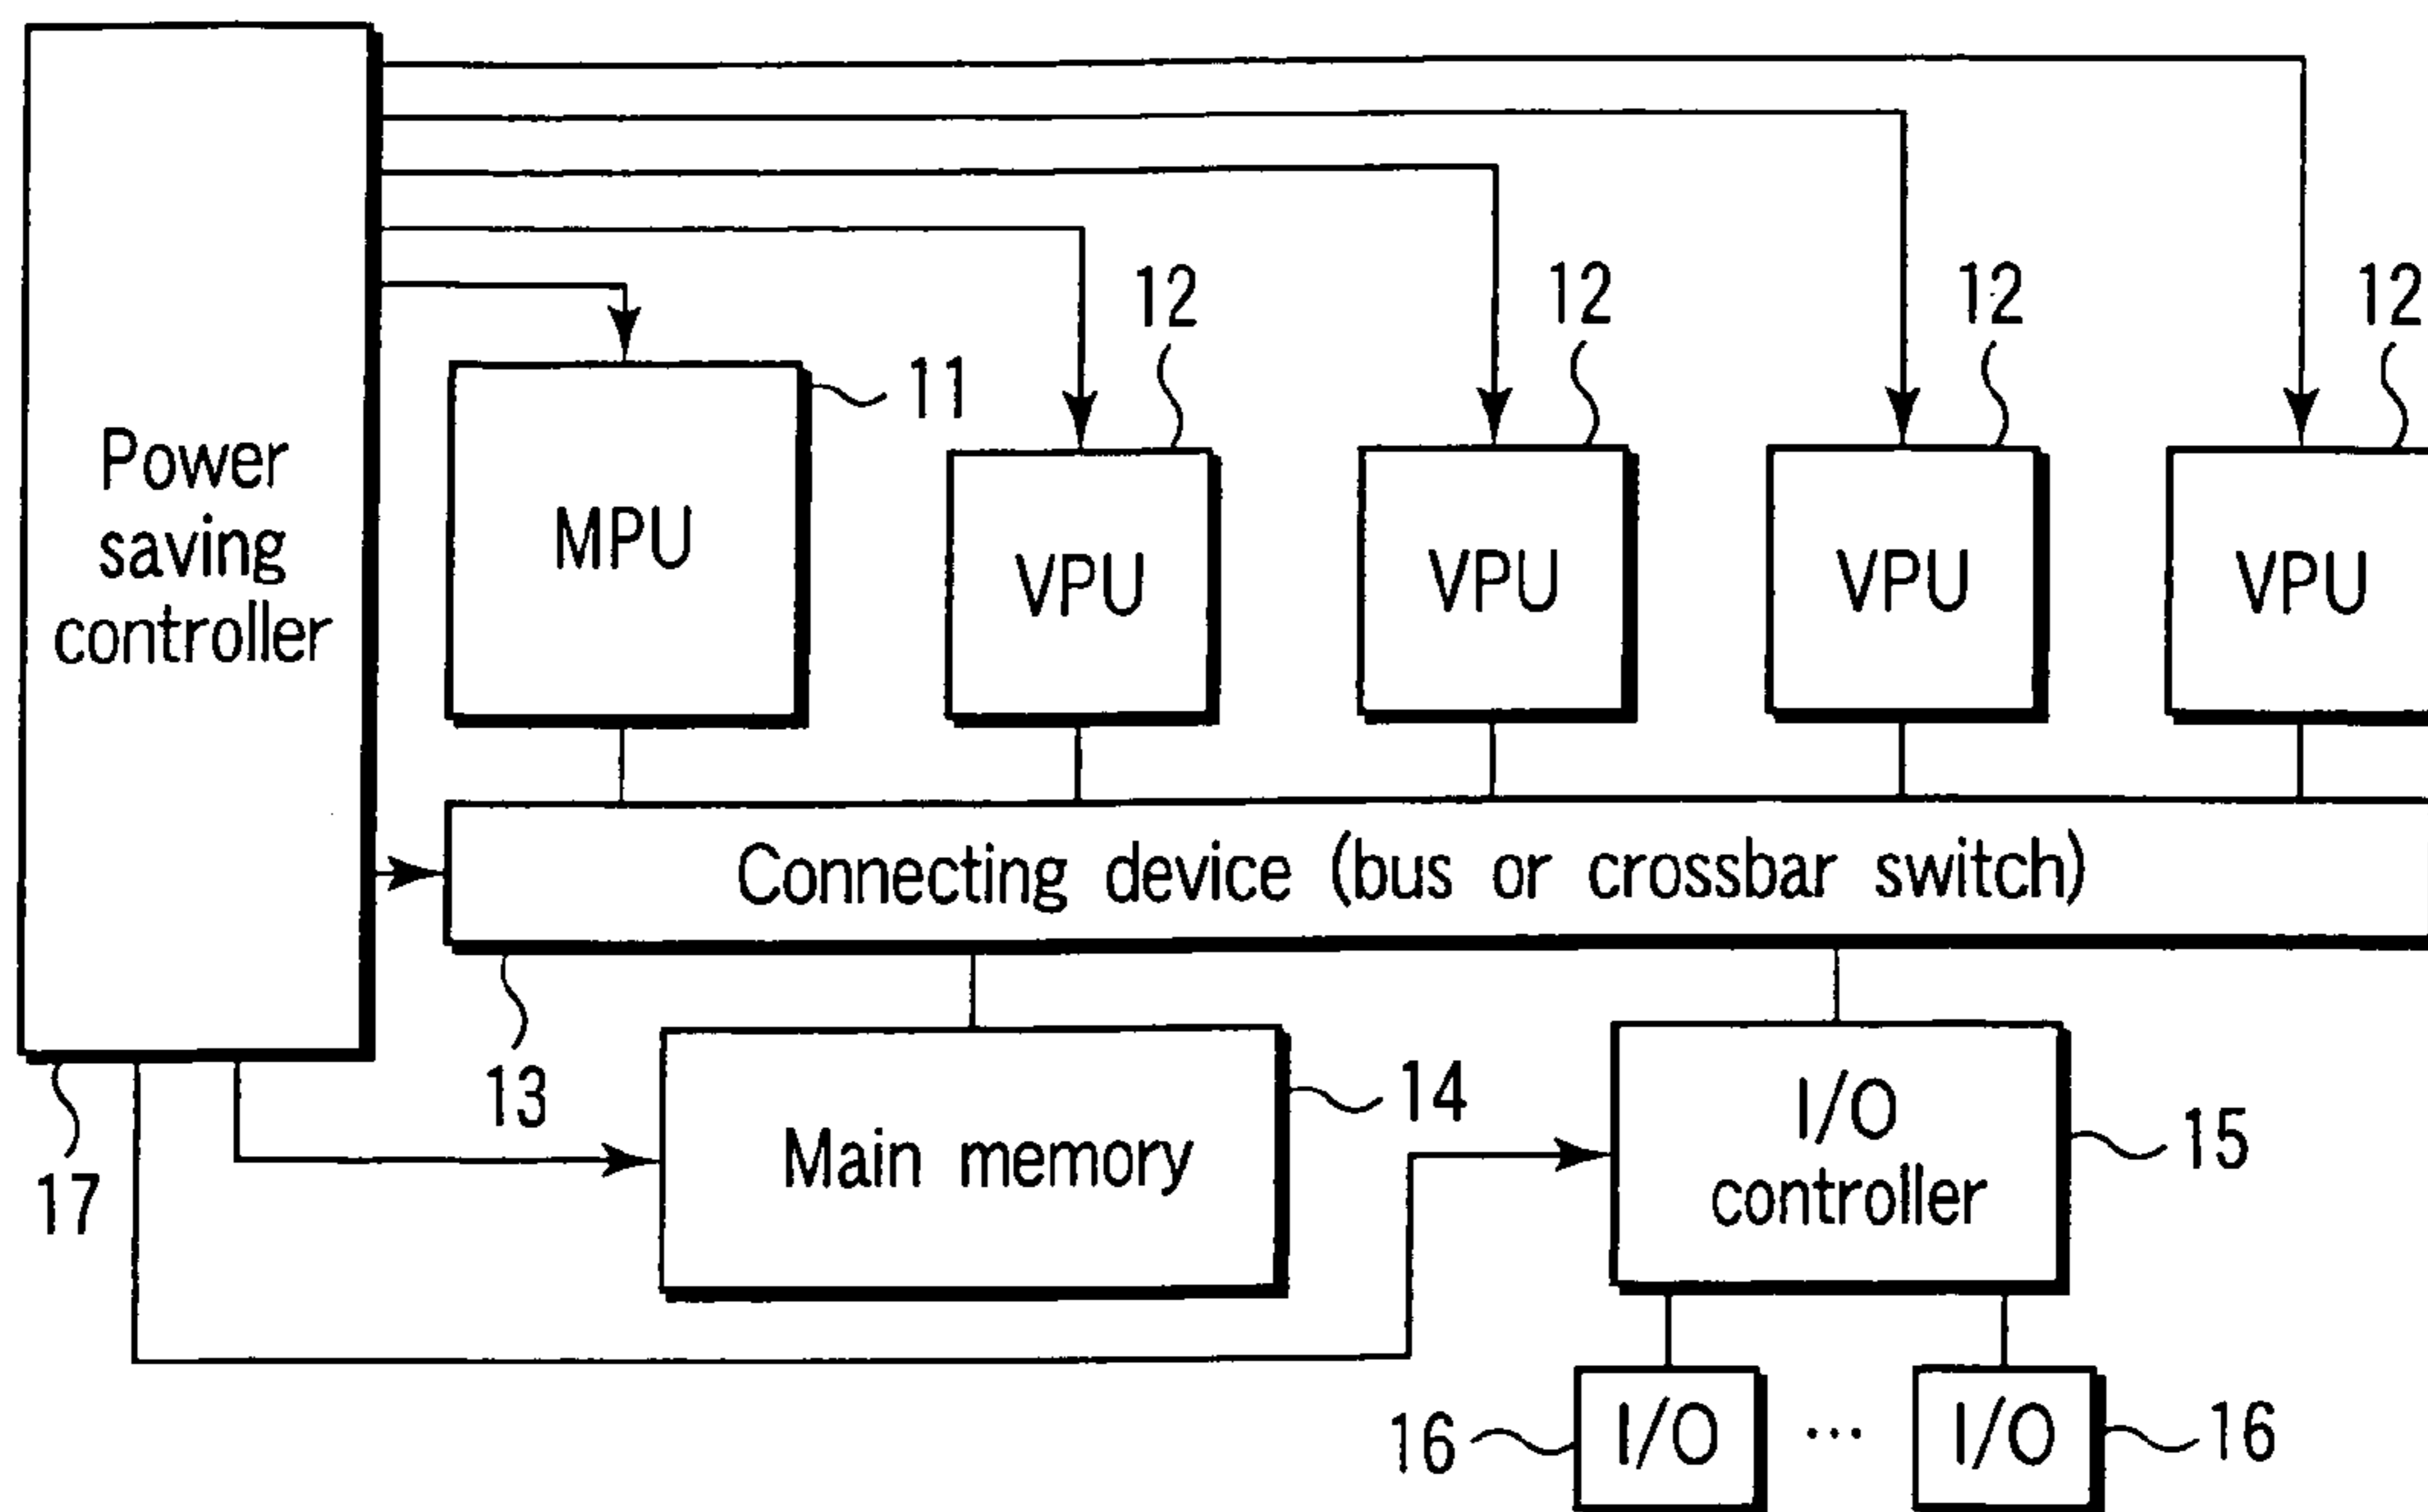 12
12
12
12
11
Power
saving
controller
MPU
VPU
VPU
VPU
VPU
Connecting device (bus or crossbar switch)
13
14
17
Main memory
I/O
controller
15
16
I/O
...
I/O
16